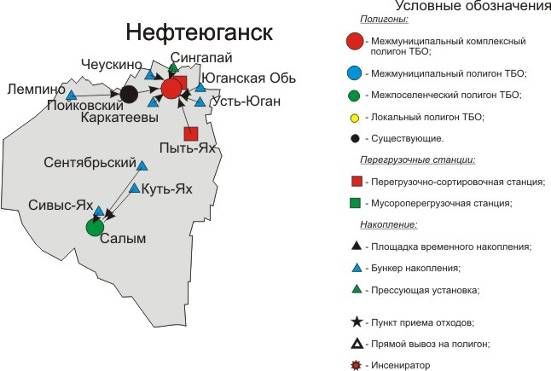 Нефтеюганск
Сингапай
Чеускино
Юганская Обь
Лемпино
Пойковский
Усть-Юган
Каркатеевы
Пыть-Ях
Сентябрьский
Куть-Ях
Сивыс-Ях
Салым
Условные обозначения
Полигоны:
- Межмуниципальный комплексный
полигон ТБО;
- Межмуниципальный полигон ТБО;
- Межпоселенческий полигон ТБО;
- Локальный полигон ТБО;
- Существующие.
Перегрузочные станции:
- Перегрузочно-сортировочная станция;
- Мусороперегрузочная станция;
Накопление:
- Площадка временного накопления;
- Бункер накопления;
- Прессующая установка;
- Пункт приема отходов;
- Прямой вывоз на полигон;
- Инсениратор